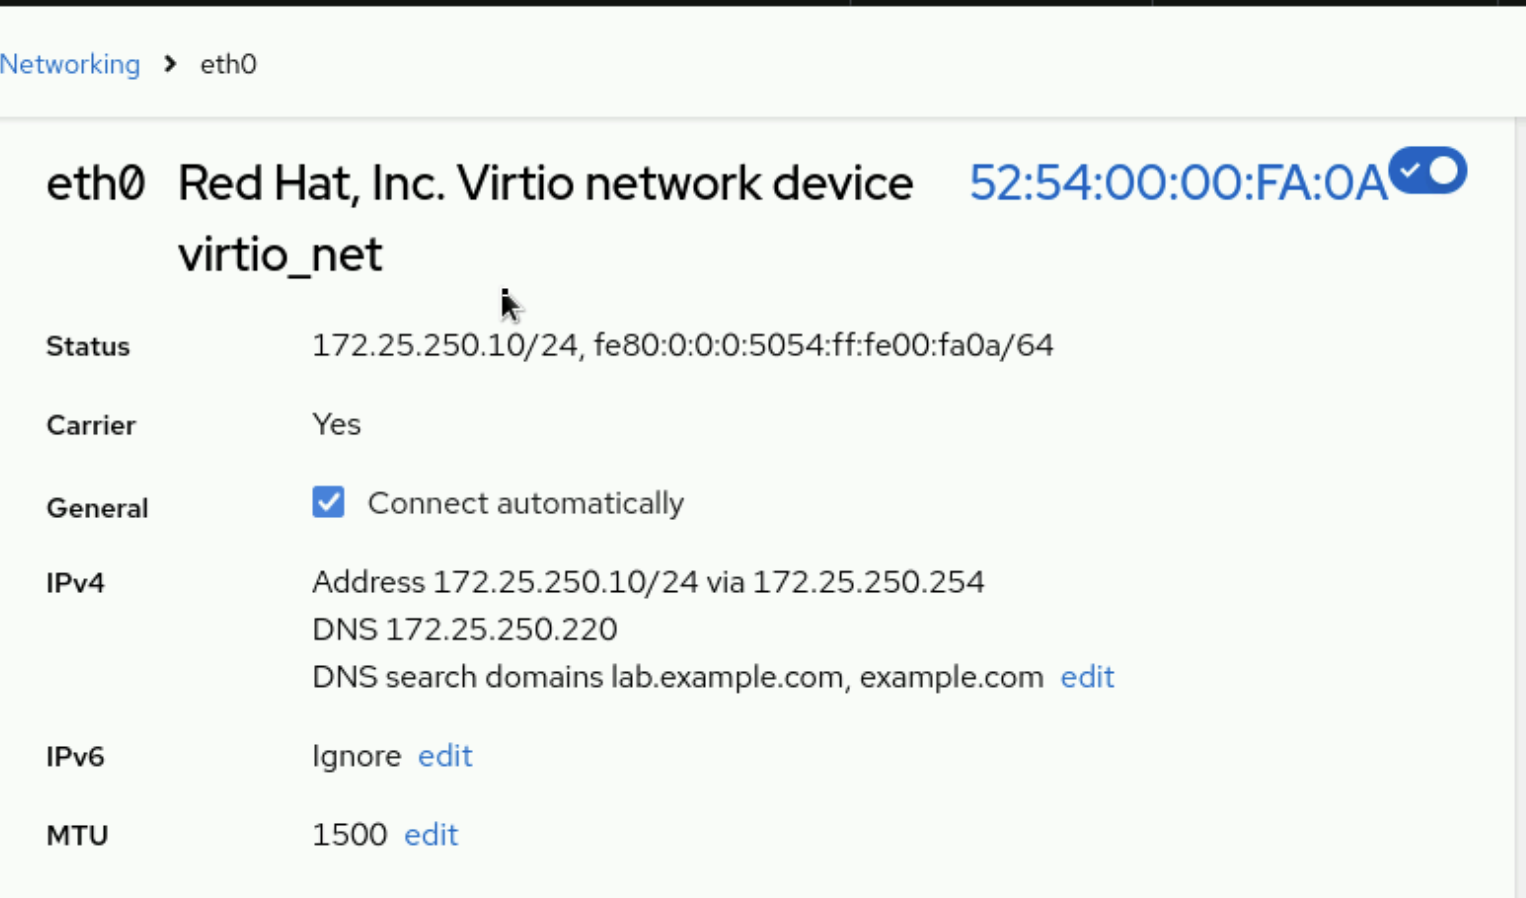 Networking > eth0
eth0 Red Hat, Inc. Virtio network device 52:54:00:00:FA:0A
virtio_net
Status 172.25.250.10/24, fe80:0:0:0:5054:ff:fe00:fa0a/64
Carrier Yes
General Connect automatically
IPv4 Address 172.25.250.10/24 via 172.25.250.254
DNS 172.25.250.220
DNS search domains lab.example.com, example.com edit
IPv6 Ignore edit
MTU 1500 edit